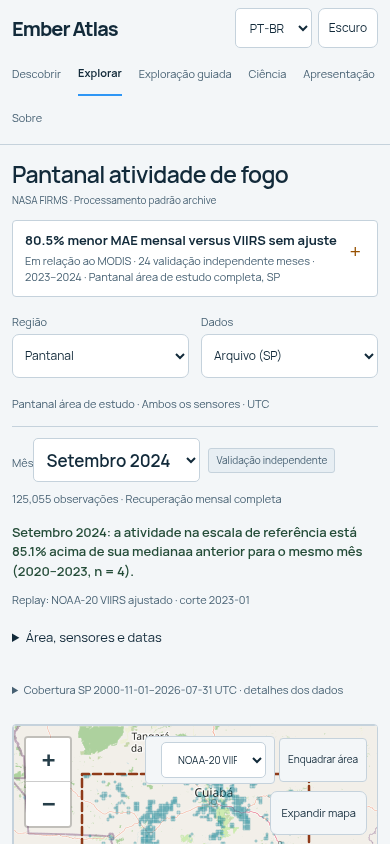 Ember Atlas
PT-BR
Escuro
Descobrir
Explorar
Exploração guiada
Ciência
Apresentação
Sobre
Pantanal atividade de fogo
NASA FIRMS · Processamento padrão archive
80.5% menor MAE mensal versus VIIRS sem ajuste
+
Em relação ao MODIS · 24 validação independente meses ·
2023–2024 · Pantanal área de estudo completa, SP
Região
Dados
Pantanal
Arquivo (SP)
Pantanal área de estudo · Ambos os sensores · UTC
Mês
Setembro 2024
Validação independente
125,055 observações · Recuperação mensal completa
Setembro 2024: a atividade na escala de referência está
85.1% acima de sua medianaa anterior para o mesmo mês
(2020–2023, n = 4).
Replay: NOAA-20 VIIRS ajustado · corte 2023-01
Área, sensores e datas
Cobertura SP 2000-11-01–2026-07-31 UTC · detalhes dos dados
+
−
Tangará
da
NOAA-20 VIIF
Enquadrar área
Cuiabá
Expandir mapa